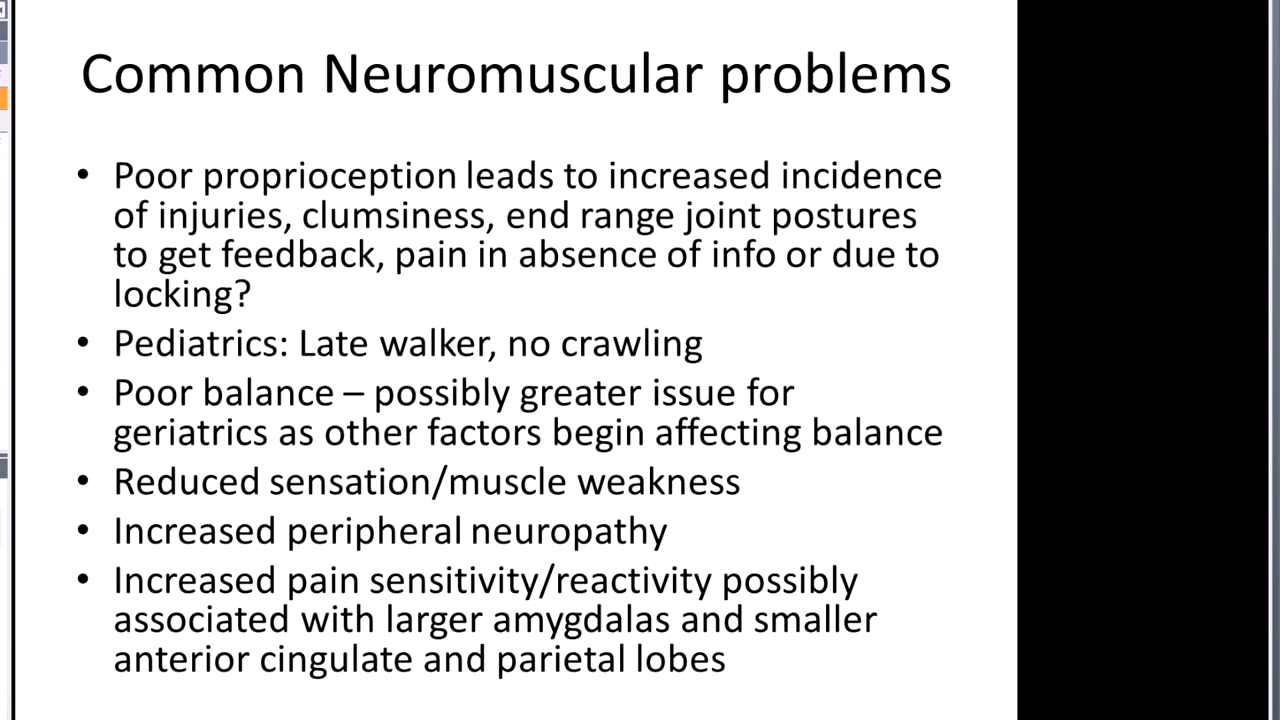 Common Neuromuscular problems
• Poor proprioception leads to increased incidence
of injuries, clumsiness, end range joint postures
to get feedback, pain in absence of info or due to
locking?
• Pediatrics: Late walker, no crawling
• Poor balance – possibly greater issue for
geriatrics as other factors begin affecting balance
• Reduced sensation/muscle weakness
• Increased peripheral neuropathy
• Increased pain sensitivity/reactivity possibly
associated with larger amygdalas and smaller
anterior cingulate and parietal lobes